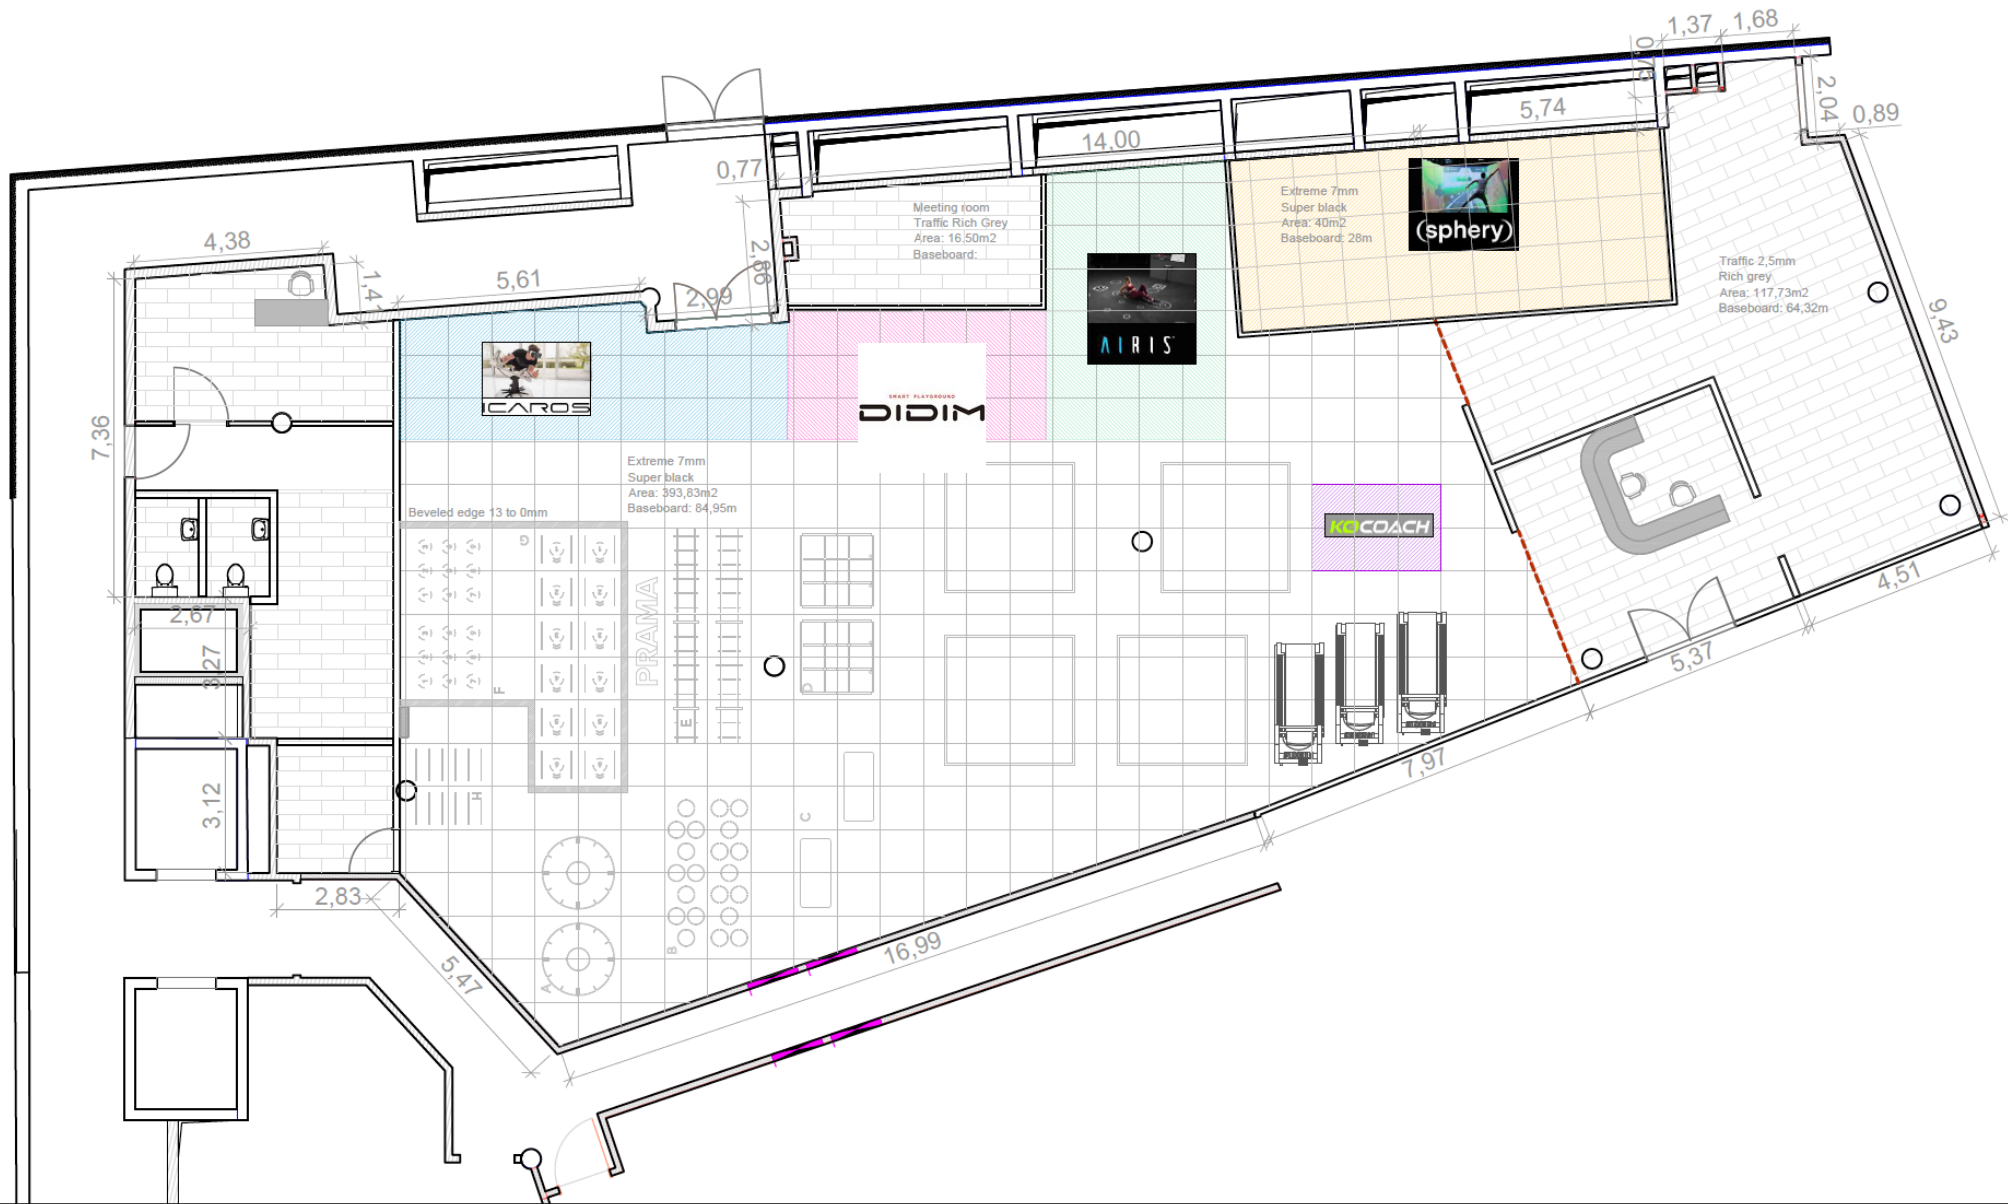 1,37
1,68
0,75
2,04
0,89
5,74
14,00
0,77
Meeting room
Traffic Rich Grey
Area: 16.50m2
Baseboard:
Extreme 7mm
Super black
Area: 40m2
Baseboard: 28m
(sphery)
4,38
1,41
5,61
2,86
2,99
Traffic 2,5mm
Rich grey
Area: 117,73m2
Baseboard: 64,32m
9,43
AIRIS
ICAROS
SMART PLAYGROUND
DIDIM
7,36
Extreme 7mm
Super black
Area: 393,83m2
Baseboard: 84,95m
Beveled edge 13 to 0mm
KOCOACH
G
PRAMA
4,51
2,67
3,27
5,37
F
D
E
7,97
3,12
H
C
2,83
B
16,99
5,47
A